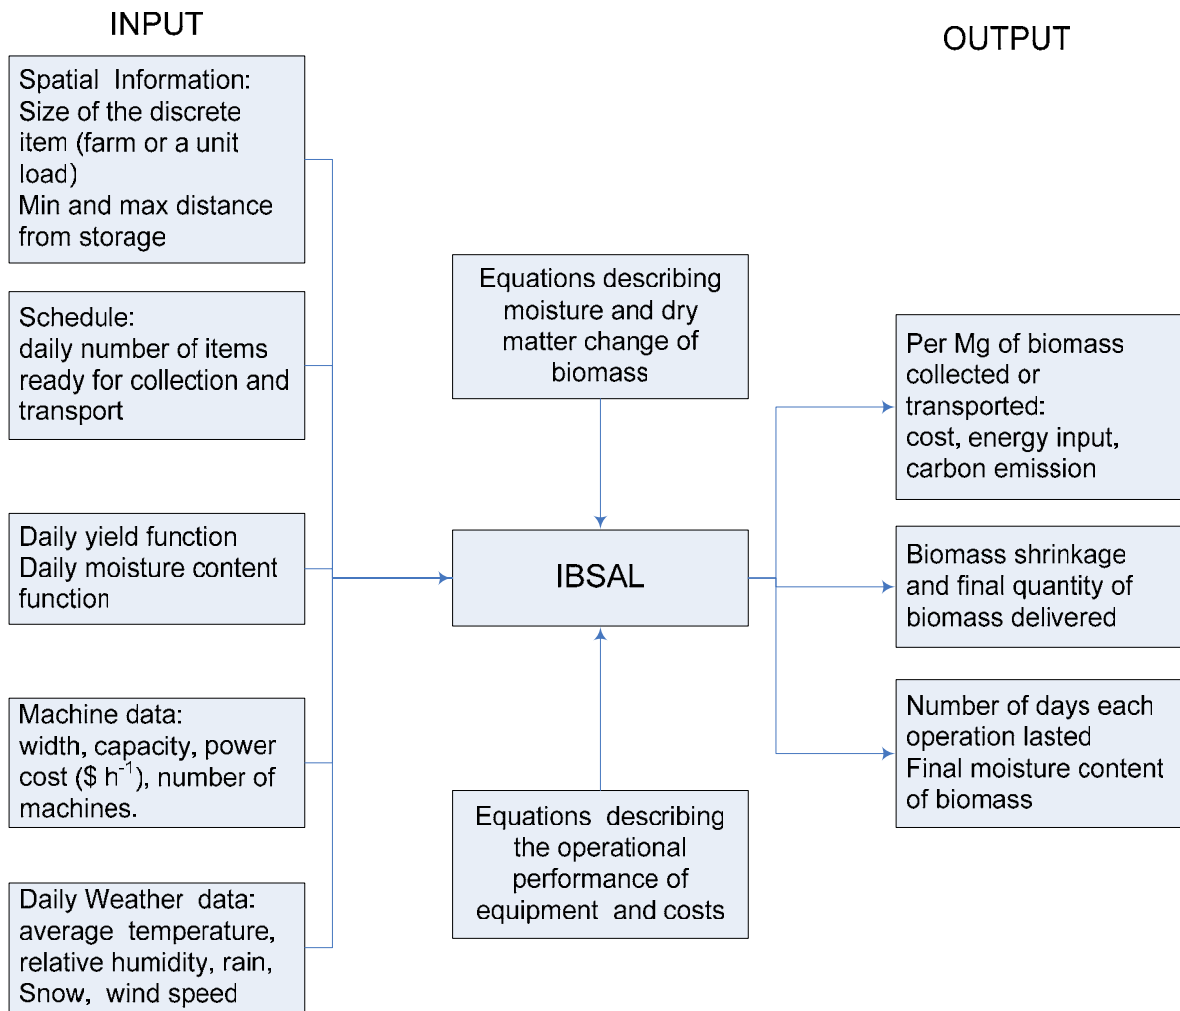 INPUT
Spatial Information:
Size of the discrete
item (farm or a unit
load)
Min and max distance
from storage
Schedule:
daily number of items
ready for collection and
transport
Daily yield function
Daily moisture content
function
Machine data:
width, capacity, power
cost ($ h⁻¹), number of
machines.
Daily Weather data:
average temperature,
relative humidity, rain,
Snow, wind speed
Equations describing
moisture and dry
matter change of
biomass
IBSAL
Equations describing
the operational
performance of
equipment and costs
OUTPUT
Per Mg of biomass
collected or
transported:
cost, energy input,
carbon emission
Biomass shrinkage
and final quantity of
biomass delivered
Number of days each
operation lasted
Final moisture content
of biomass